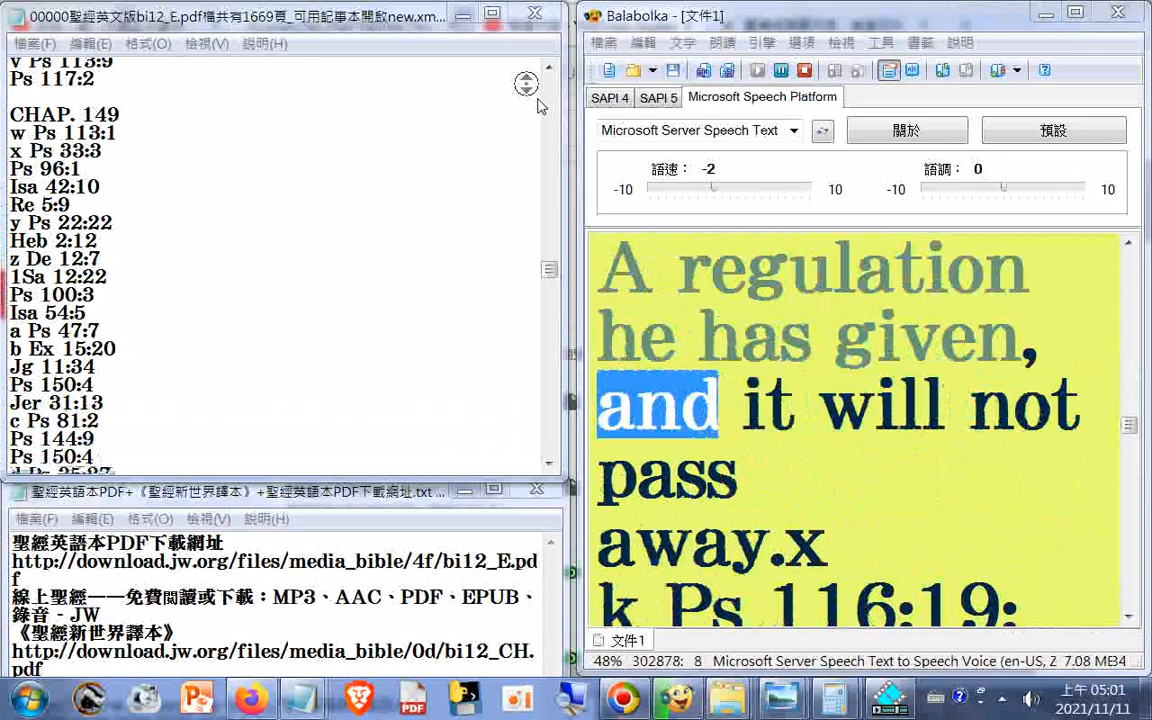 00000聖經英文版bi12_E.pdf檔共有1669頁_可用記事本開啟new.xm...
檔案(F) 編輯(E) 格式(O) 檢視(V) 說明(H)
v Ps 113:9
Ps 117:2
CHAP. 149
w Ps 113:1
x Ps 33:3
Ps 96:1
Isa 42:10
Re 5:9
y Ps 22:22
Heb 2:12
z De 12:7
1Sa 12:22
Ps 100:3
Isa 54:5
a Ps 47:7
b Ex 15:20
Jg 11:34
Ps 150:4
Jer 31:13
c Ps 81:2
Ps 144:9
Ps 150:4
d Ps 35:27
聖經英語本PDF+《聖經新世界譯本》+聖經英語本PDF下載網址.txt ...
檔案(F) 編輯(E) 格式(O) 檢視(V) 說明(H)
聖經英語本PDF下載網址
http://download.jw.org/files/media_bible/4f/bi12_E.pd
f
線上聖經——免費閱讀或下載：MP3、AAC、PDF、EPUB、
錄音 - JW
《聖經新世界譯本》
http://download.jw.org/files/media_bible/0d/bi12_CH.
pdf
Balabolka - [文件1]
檔案 編輯 文字 朗讀 引擎 選項 檢視 工具 書籤 說明
SAPI 4 SAPI 5 Microsoft Speech Platform
Microsoft Server Speech Text 關於 預設
語速： -2 語調： 0
-10 10 -10 10
A regulation
he has given,
and it will not
pass
away.x
k Ps 116:19:
文件1
48% 302878: 8 Microsoft Server Speech Text to Speech Voice (en-US, Z 7.08 MB34
PDF
上午 05:01
2021/11/11